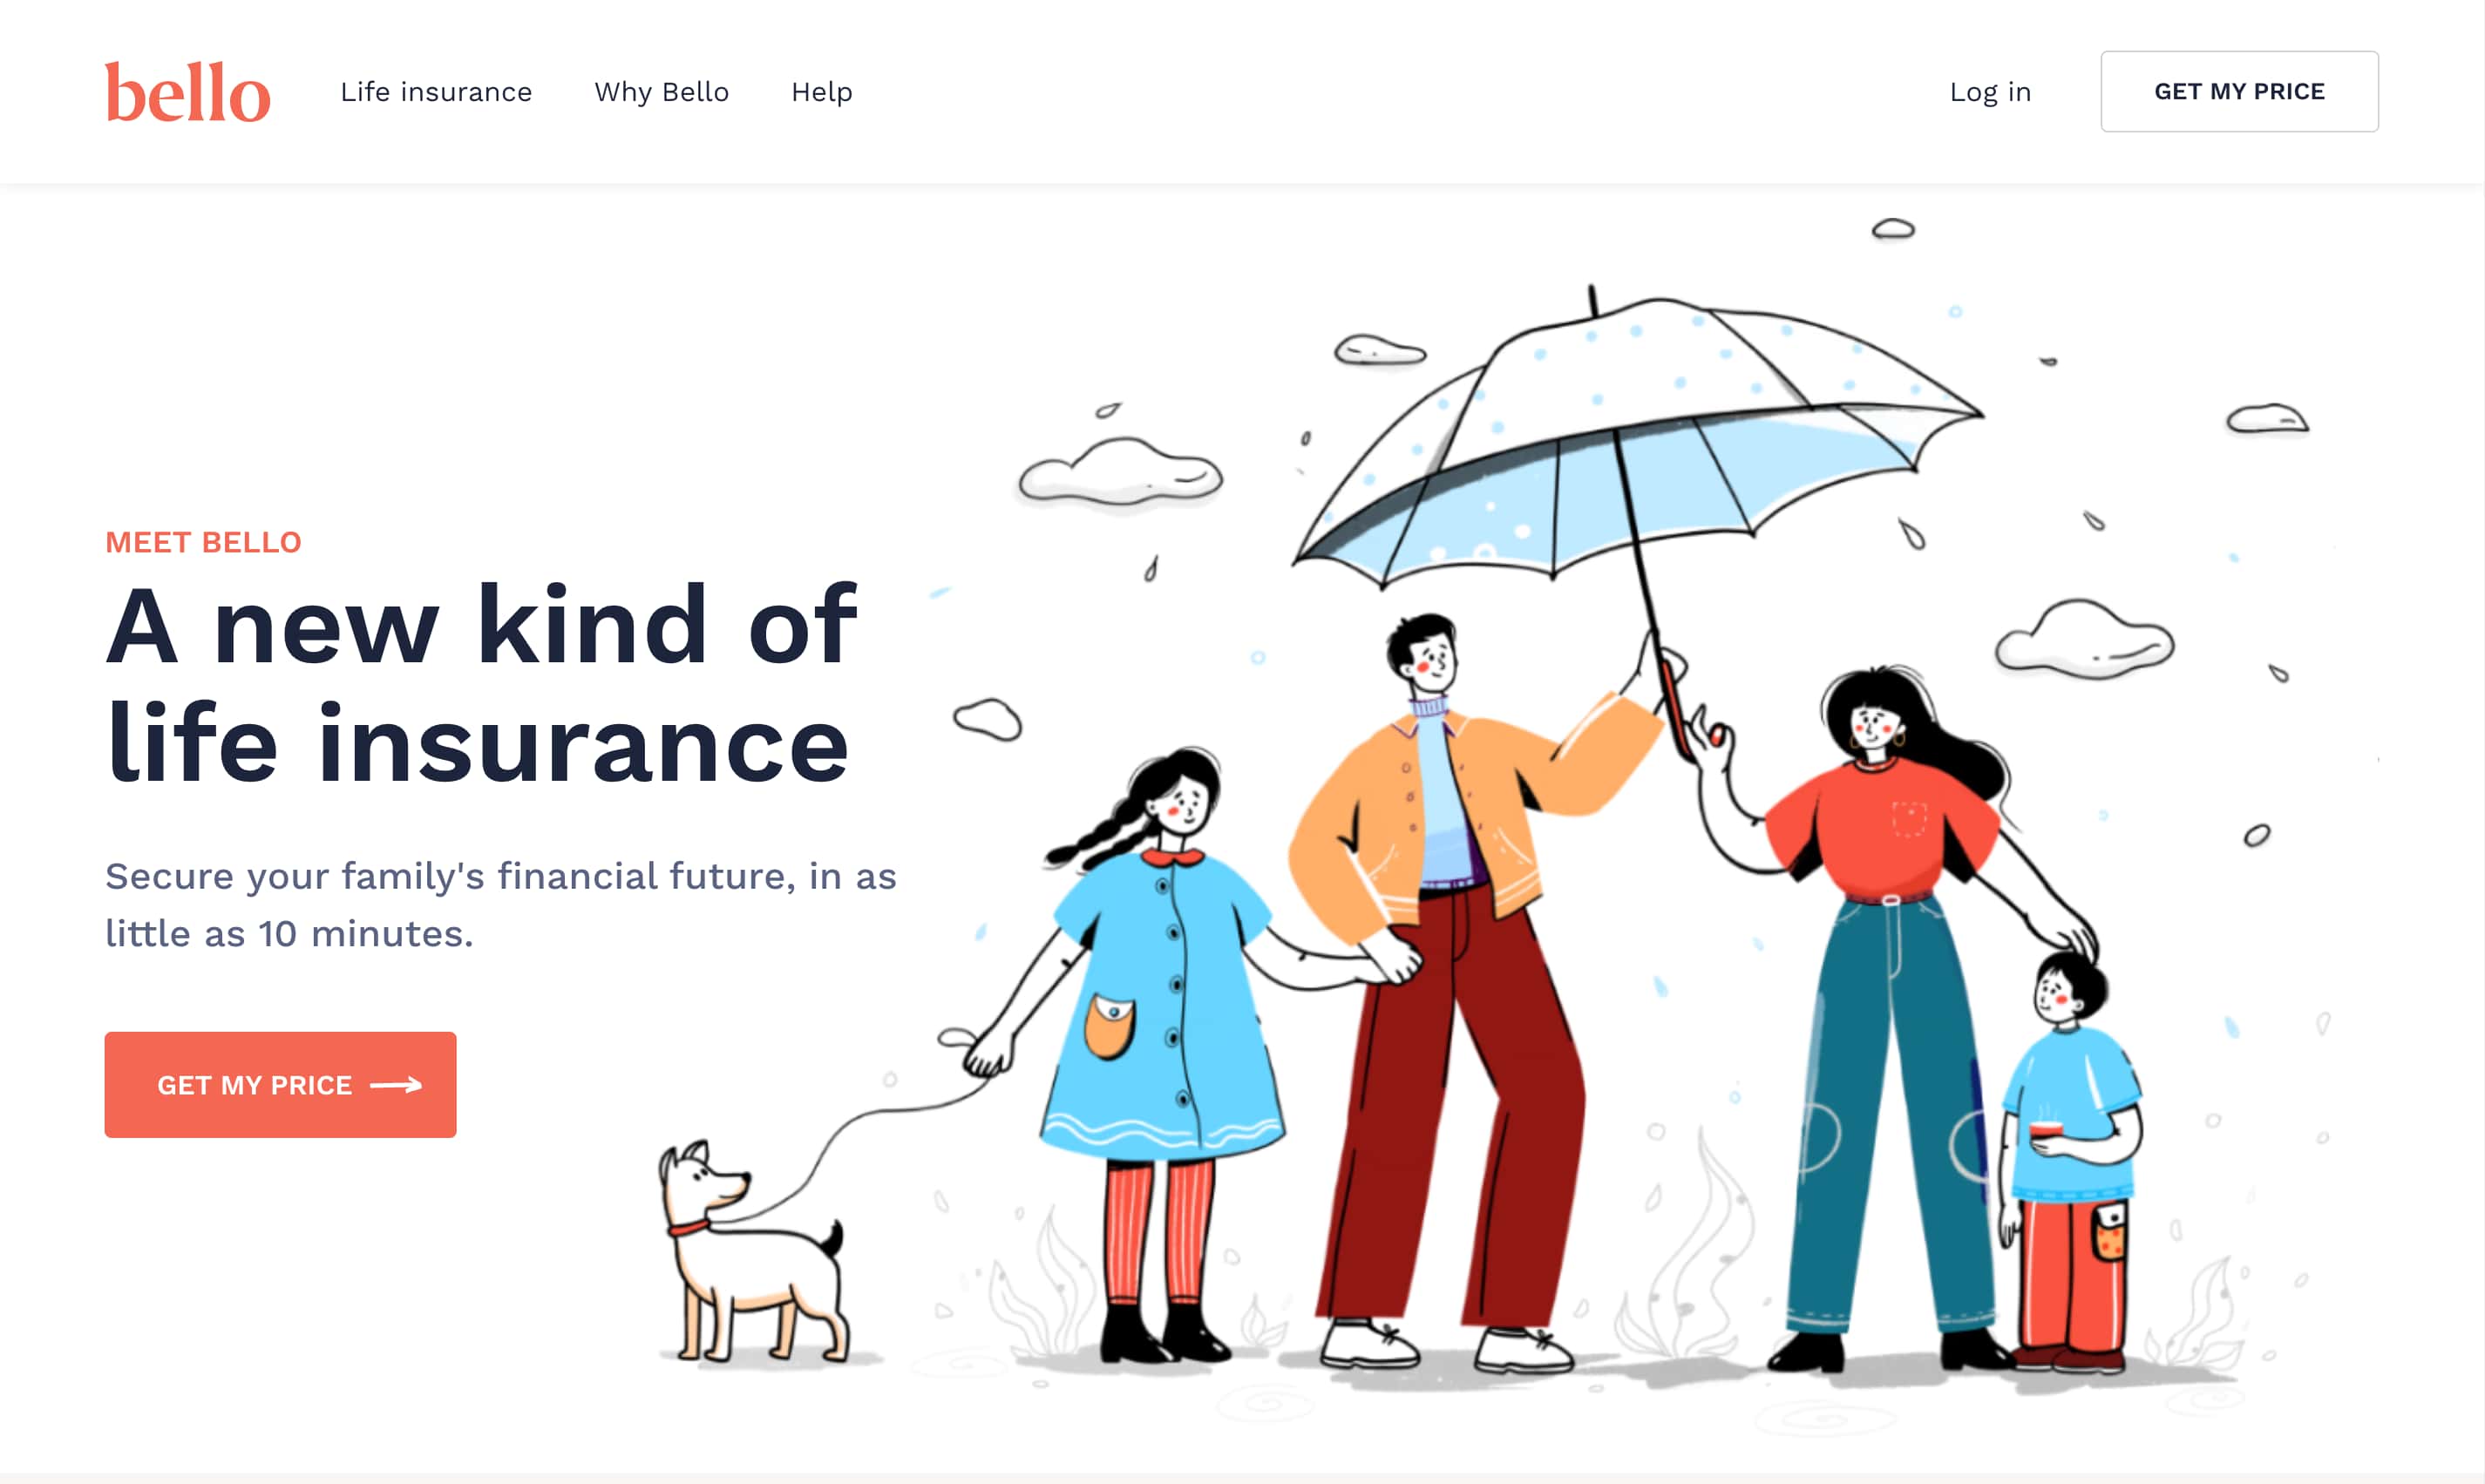 bello
Life insurance
Why Bello
Help
Log in
GET MY PRICE
MEET BELLO
A new kind of
life insurance
Secure your family's financial future, in as
little as 10 minutes.
GET MY PRICE